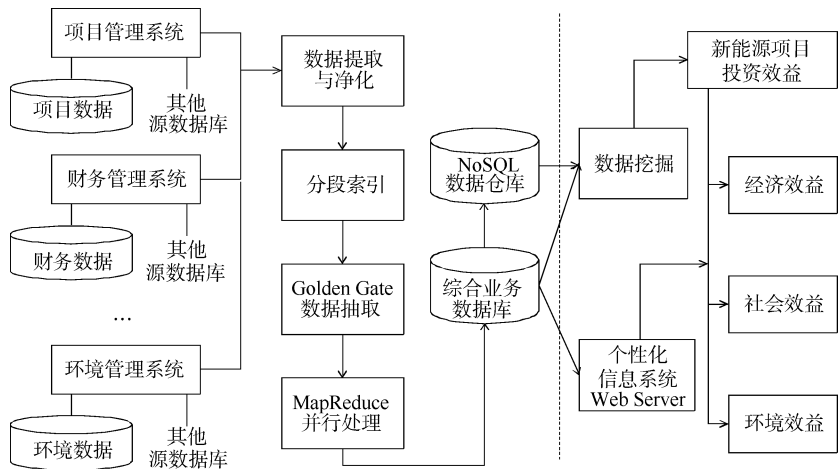 项目管理系统
项目数据
其他
源数据库
财务管理系统
财务数据
其他
源数据库
…
环境管理系统
环境数据
其他
源数据库
数据提取
与净化
分段索引
Golden Gate
数据抽取
MapReduce
并行处理
NoSQL
数据仓库
综合业务
数据库
数据挖掘
个性化
信息系统
Web Server
新能源项目
投资效益
经济效益
社会效益
环境效益